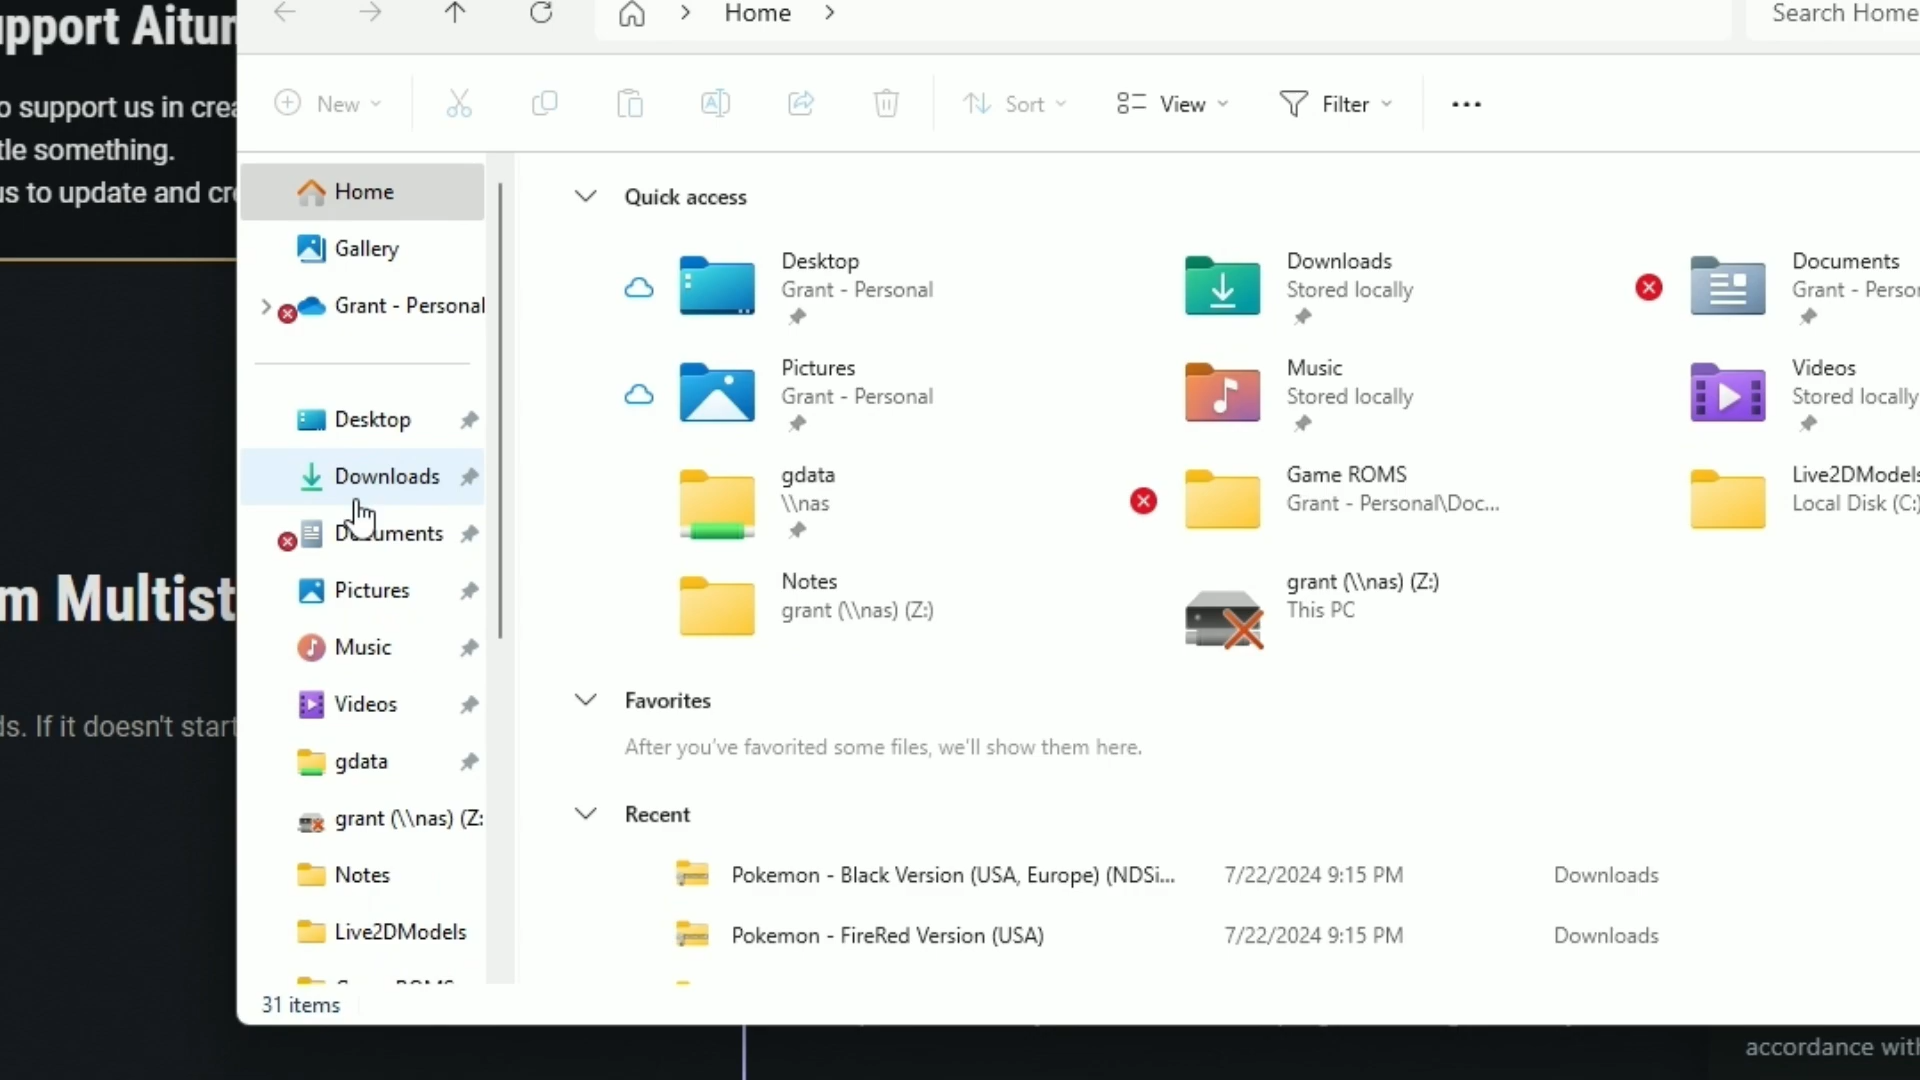 pport Aitum
o support us in crea
tle something.
us to update and cre
m Multist
ds. If it doesn't start
Home
Search Home
New
Sort
View
Filter
Home
Gallery
Grant - Personal
Desktop
Downloads
Documents
Pictures
Music
Videos
gdata
grant (\\nas) (Z:
Notes
Live2DModels
31 items
Quick access
Desktop
Grant - Personal
Downloads
Stored locally
Documents
Grant - Person
Pictures
Grant - Personal
Music
Stored locally
Videos
Stored locally
gdata
\\nas
Game ROMS
Grant - Personal\Doc...
Live2DModels
Local Disk (C:)
Notes
grant (\\nas) (Z:)
grant (\\nas) (Z:)
This PC
Favorites
After you've favorited some files, we'll show them here.
Recent
Pokemon - Black Version (USA, Europe) (NDSi... 7/22/2024 9:15 PM Downloads
Pokemon - FireRed Version (USA) 7/22/2024 9:15 PM Downloads
accordance with